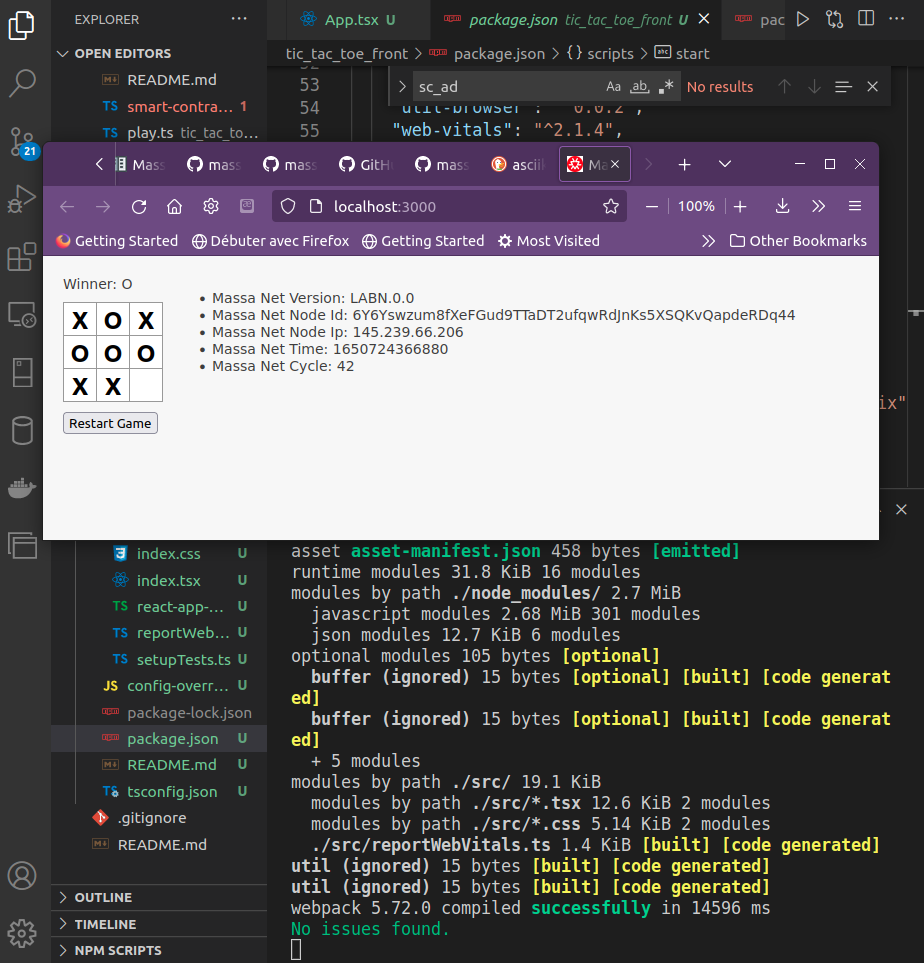 EXPLORER
OPEN EDITORS
README.md
TS smart-contra... 1
TS play.ts tic_tac_to...
21
App.tsx U
package.json tic_tac_toe_front U
pac
tic_tac_toe_front > package.json > { } scripts > abc start
53
54
55
"util-browser": "^0.0.2",
"web-vitals": "^2.1.4",
sc_ad
Aa ab .*
No results
Mass
mass
mass
GitH
mass
ascii
Ma
localhost:3000
100%
Getting Started
Débuter avec Firefox
Getting Started
Most Visited
Other Bookmarks
Winner: O
X O X
O O O
X X
Restart Game
Massa Net Version: LABN.0.0
Massa Net Node Id: 6Y6Yswzum8fXeFGud9TTaDT2ufqwRdJnKs5XSQKvQapdeRDq44
Massa Net Node Ip: 145.239.66.206
Massa Net Time: 1650724366880
Massa Net Cycle: 42
ix"
index.css U
index.tsx U
TS react-app-... U
TS reportWeb... U
TS setupTests.ts U
JS config-overr... U
package-lock.json
package.json U
README.md U
TS tsconfig.json U
.gitignore
README.md
OUTLINE
TIMELINE
NPM SCRIPTS
asset asset-manifest.json 458 bytes [emitted]
runtime modules 31.8 KiB 16 modules
modules by path ./node_modules/ 2.7 MiB
javascript modules 2.68 MiB 301 modules
json modules 12.7 KiB 6 modules
optional modules 105 bytes [optional]
buffer (ignored) 15 bytes [optional] [built] [code generat
ed]
buffer (ignored) 15 bytes [optional] [built] [code generat
ed]
+ 5 modules
modules by path ./src/ 19.1 KiB
modules by path ./src/*.tsx 12.6 KiB 2 modules
modules by path ./src/*.css 5.14 KiB 2 modules
./src/reportWebVitals.ts 1.4 KiB [built] [code generated]
util (ignored) 15 bytes [built] [code generated]
util (ignored) 15 bytes [built] [code generated]
webpack 5.72.0 compiled successfully in 14596 ms
No issues found.